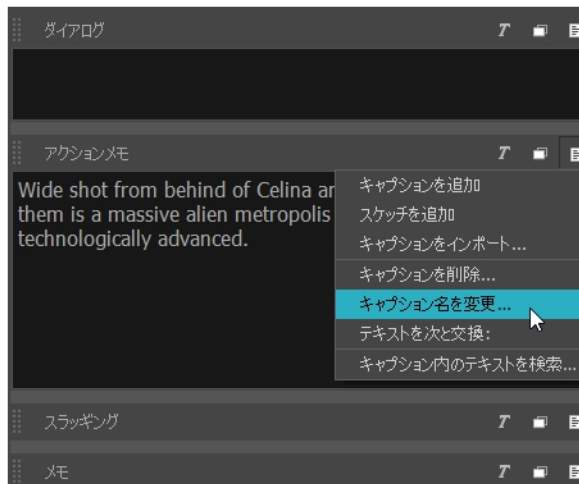 ダイアログ
T
アクションメモ
T
Wide shot from behind of Celina
them is a massive alien metropolis
technologically advanced.
キャプションを追加
スケッチを追加
キャプションをインポート...
キャプションを削除...
キャプション名を変更...
テキストを次と交換:
キャプション内のテキストを検索...
スラッギング
T
メモ
T